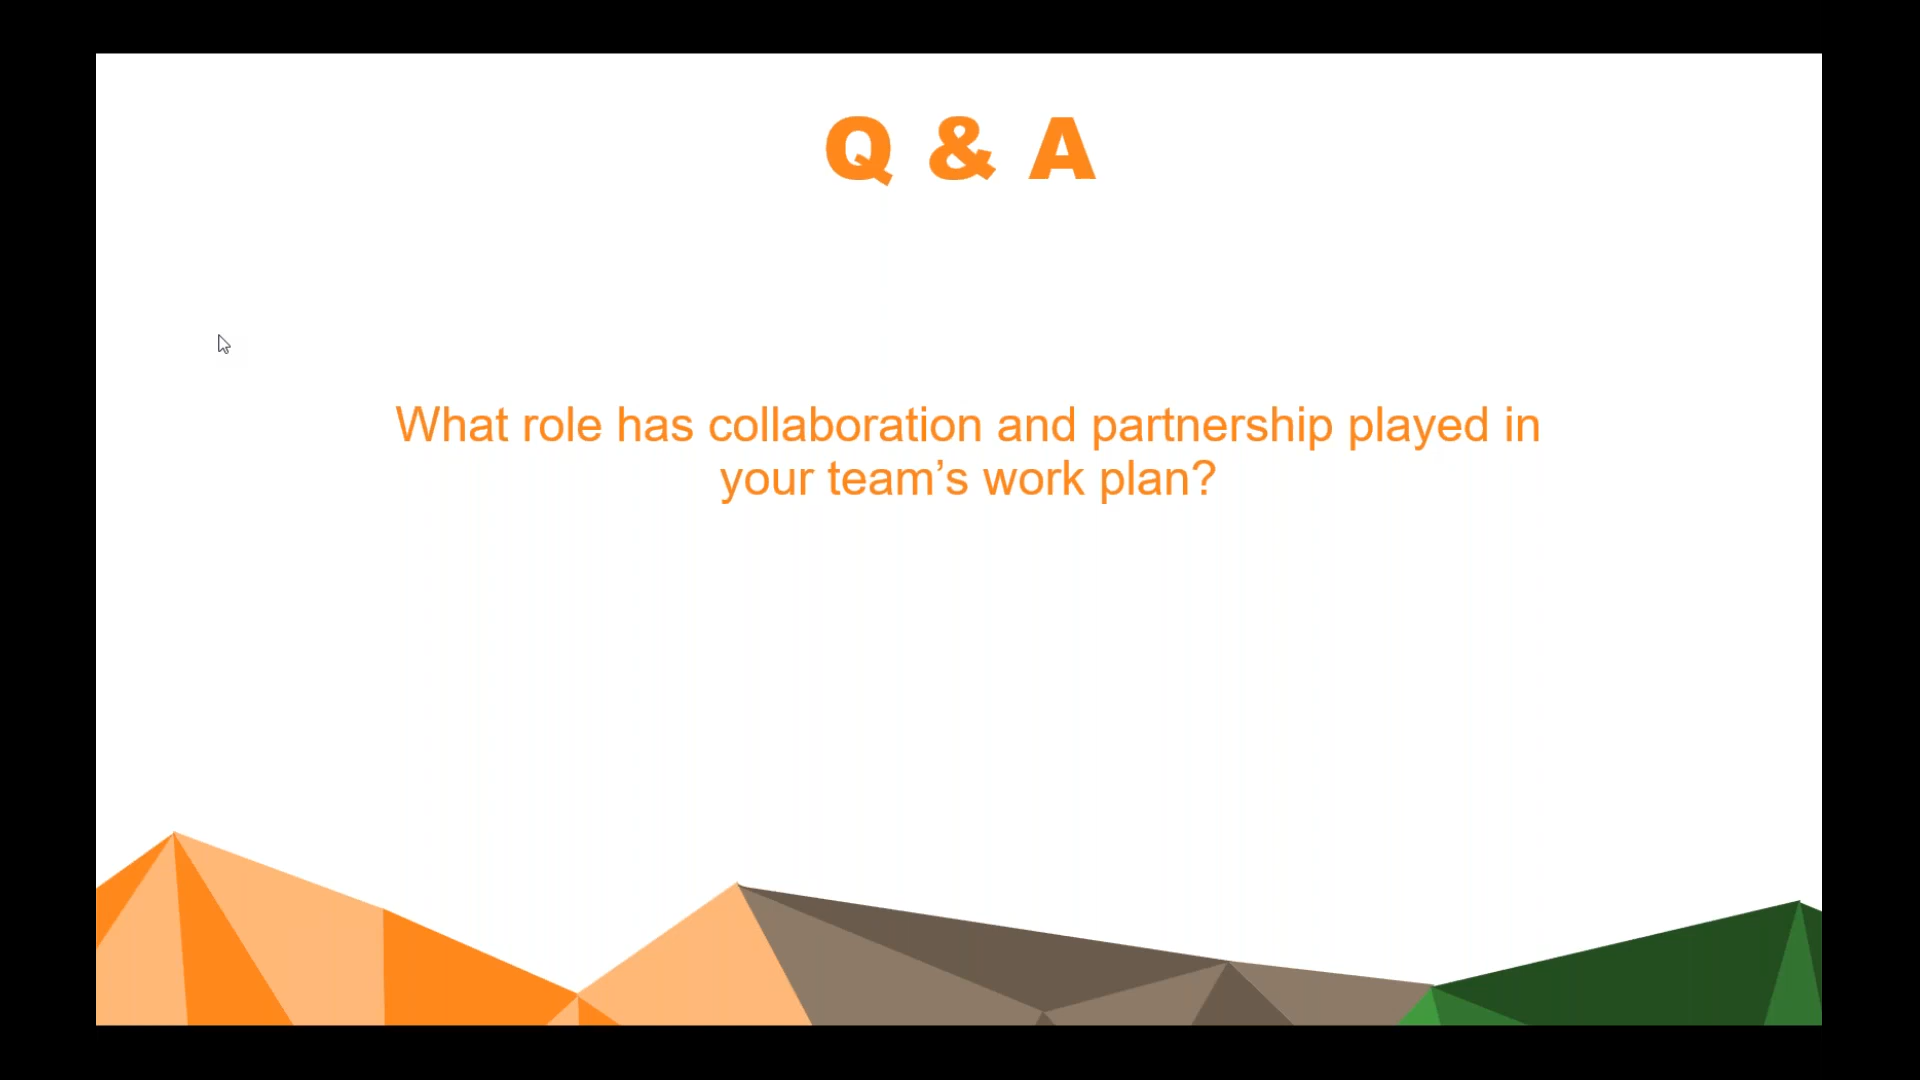 Q & A
What role has collaboration and partnership played in
your team’s work plan?